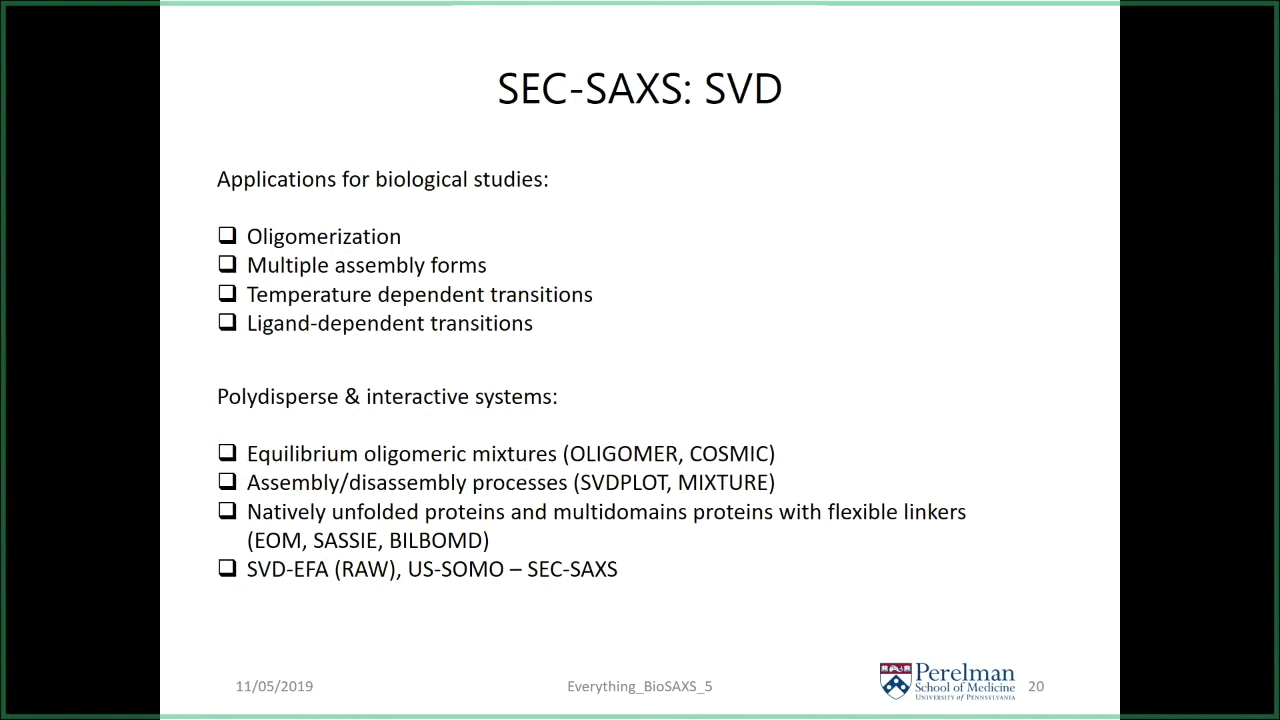 SEC-SAXS: SVD
Applications for biological studies:
❑ Oligomerization
❑ Multiple assembly forms
❑ Temperature dependent transitions
❑ Ligand-dependent transitions
Polydisperse & interactive systems:
❑ Equilibrium oligomeric mixtures (OLIGOMER, COSMIC)
❑ Assembly/disassembly processes (SVDPLOT, MIXTURE)
❑ Natively unfolded proteins and multidomains proteins with flexible linkers
(EOM, SASSIE, BILBOMD)
❑ SVD-EFA (RAW), US-SOMO – SEC-SAXS
11/05/2019
Everything_BioSAXS_5
Perelman
School of Medicine
UNIVERSITY of PENNSYLVANIA
20